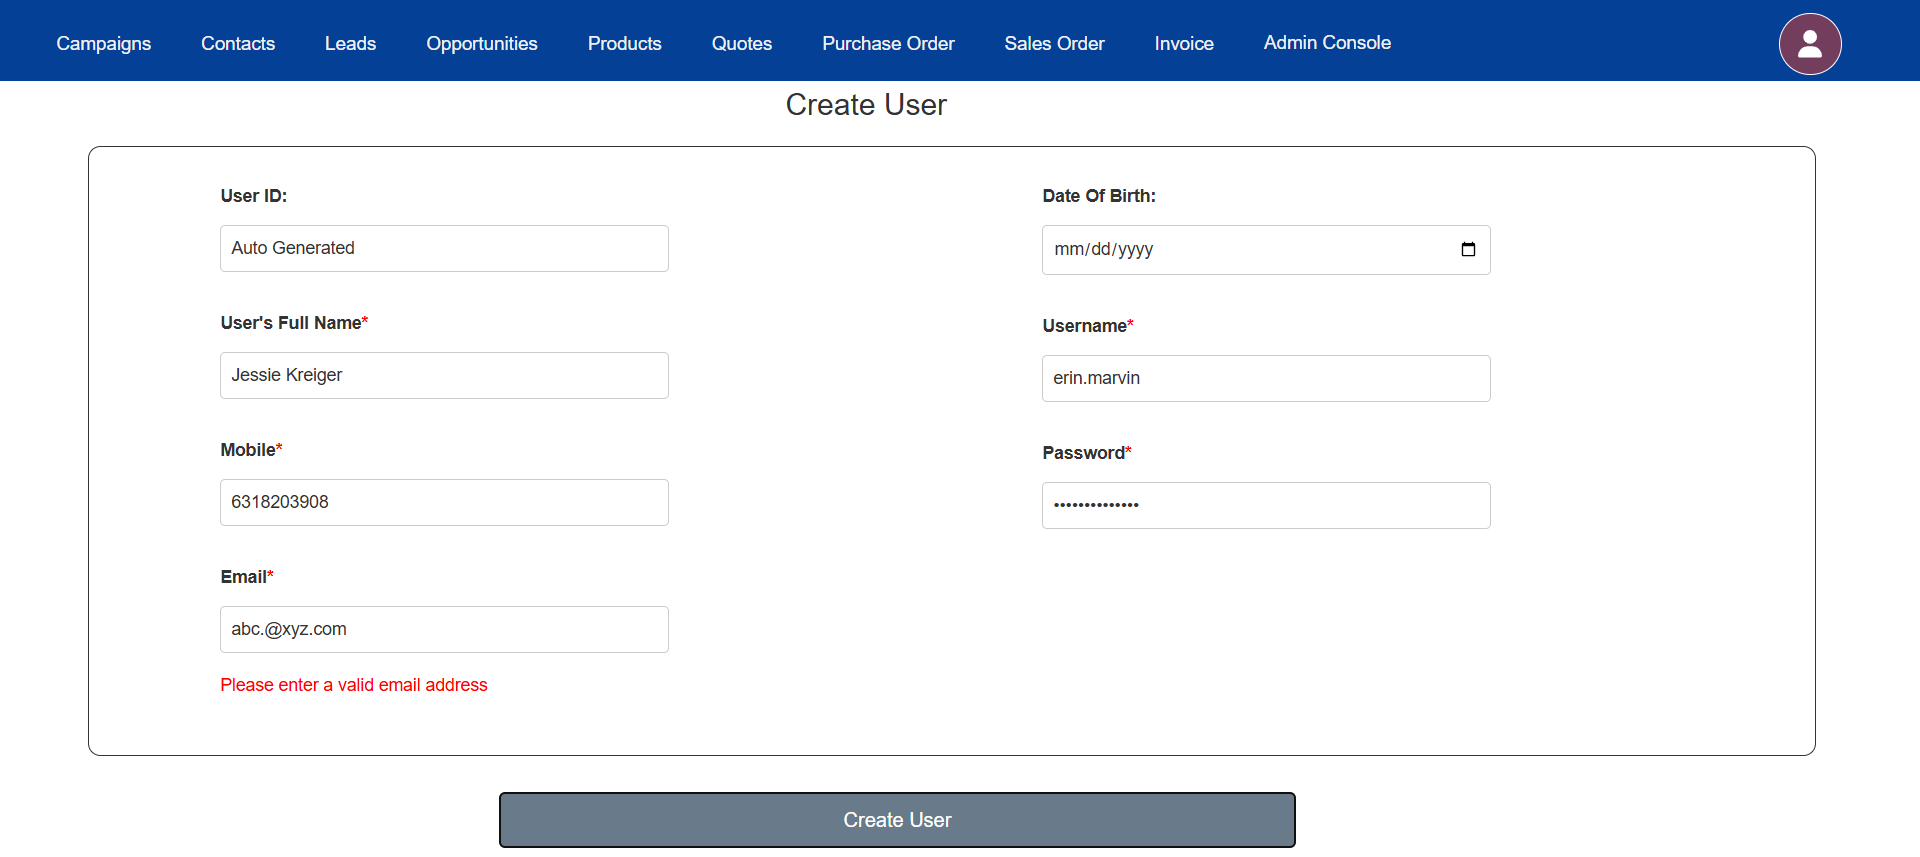 Campaigns Contacts Leads Opportunities Products Quotes Purchase Order Sales Order Invoice Admin Console
Create User
User ID:
Auto Generated
Date Of Birth:
mm/dd/yyyy
User's Full Name*
Jessie Kreiger
Username*
erin.marvin
Mobile*
6318203908
Password*
••••••••••••••
Email*
abc.@xyz.com
Please enter a valid email address
Create User